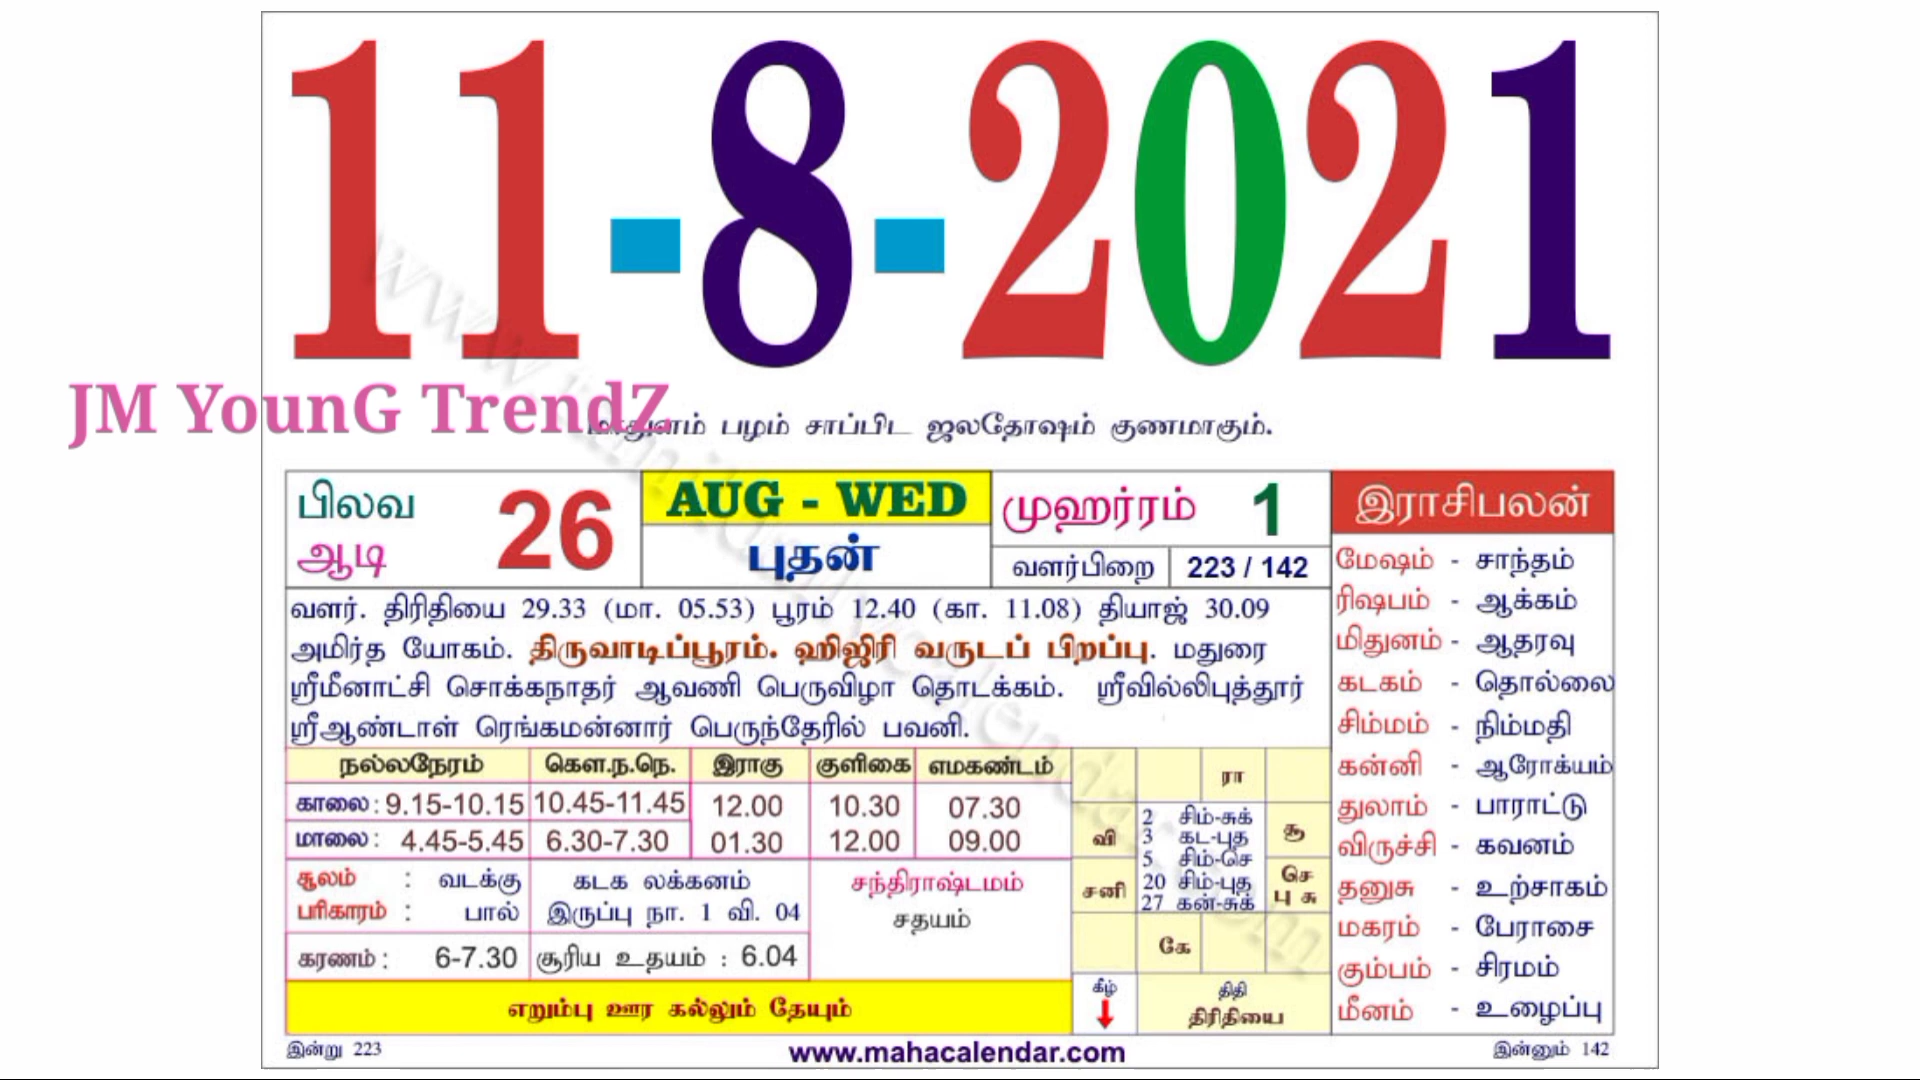 11-8-2021
JM YounG TrendZ
மாதுளம் பழம் சாப்பிட ஜலதோஷம் குணமாகும்.
பிலவ
ஆடி
26
AUG - WED
புதன்
முஹர்ரம் 1
வளர்பிறை 223 / 142
வளர். திரிதியை 29.33 (மா. 05.53) பூரம் 12.40 (கா. 11.08) தியாஜ் 30.09
அமிர்த யோகம். திருவாடிப்பூரம். ஹிஜிரி வருடப் பிறப்பு. மதுரை
ஸ்ரீமீனாட்சி சொக்கநாதர் ஆவணி பெருவிழா தொடக்கம். ஸ்ரீவில்லிபுத்தூர்
ஸ்ரீஆண்டாள் ரெங்கமன்னார் பெருந்தேரில் பவனி.
நல்லநேரம் கௌ.ந.நெ. இராகு குளிகை எமகண்டம்
காலை : 9.15-10.15 10.45-11.45 12.00 10.30 07.30
மாலை : 4.45-5.45 6.30-7.30 01.30 12.00 09.00
சூலம் : வடக்கு
பரிகாரம் : பால்
கடக லக்கனம்
இருப்பு நா. 1 வி. 04
சந்திராஷ்டமம்
சதயம்
கரணம் : 6-7.30 சூரிய உதயம் : 6.04
எறும்பு ஊர கல்லும் தேயும்
ரா
வி
சனி
2 சிம்-சுக்
3 கட-புத
5 சிம்-செ
20 சிம்-புத
27 கன்-சுக்
சூ
செ
பு சு
கே
கீழ்
திதி
திரிதியை
இராசிபலன்
மேஷம் - சாந்தம்
ரிஷபம் - ஆக்கம்
மிதுனம் - ஆதரவு
கடகம் - தொல்லை
சிம்மம் - நிம்மதி
கன்னி - ஆரோக்யம்
துலாம் - பாராட்டு
விருச்சி - கவனம்
தனுசு - உற்சாகம்
மகரம் - பேராசை
கும்பம் - சிரமம்
மீனம் - உழைப்பு
இன்று 223
www.mahacalendar.com
இன்னும் 142